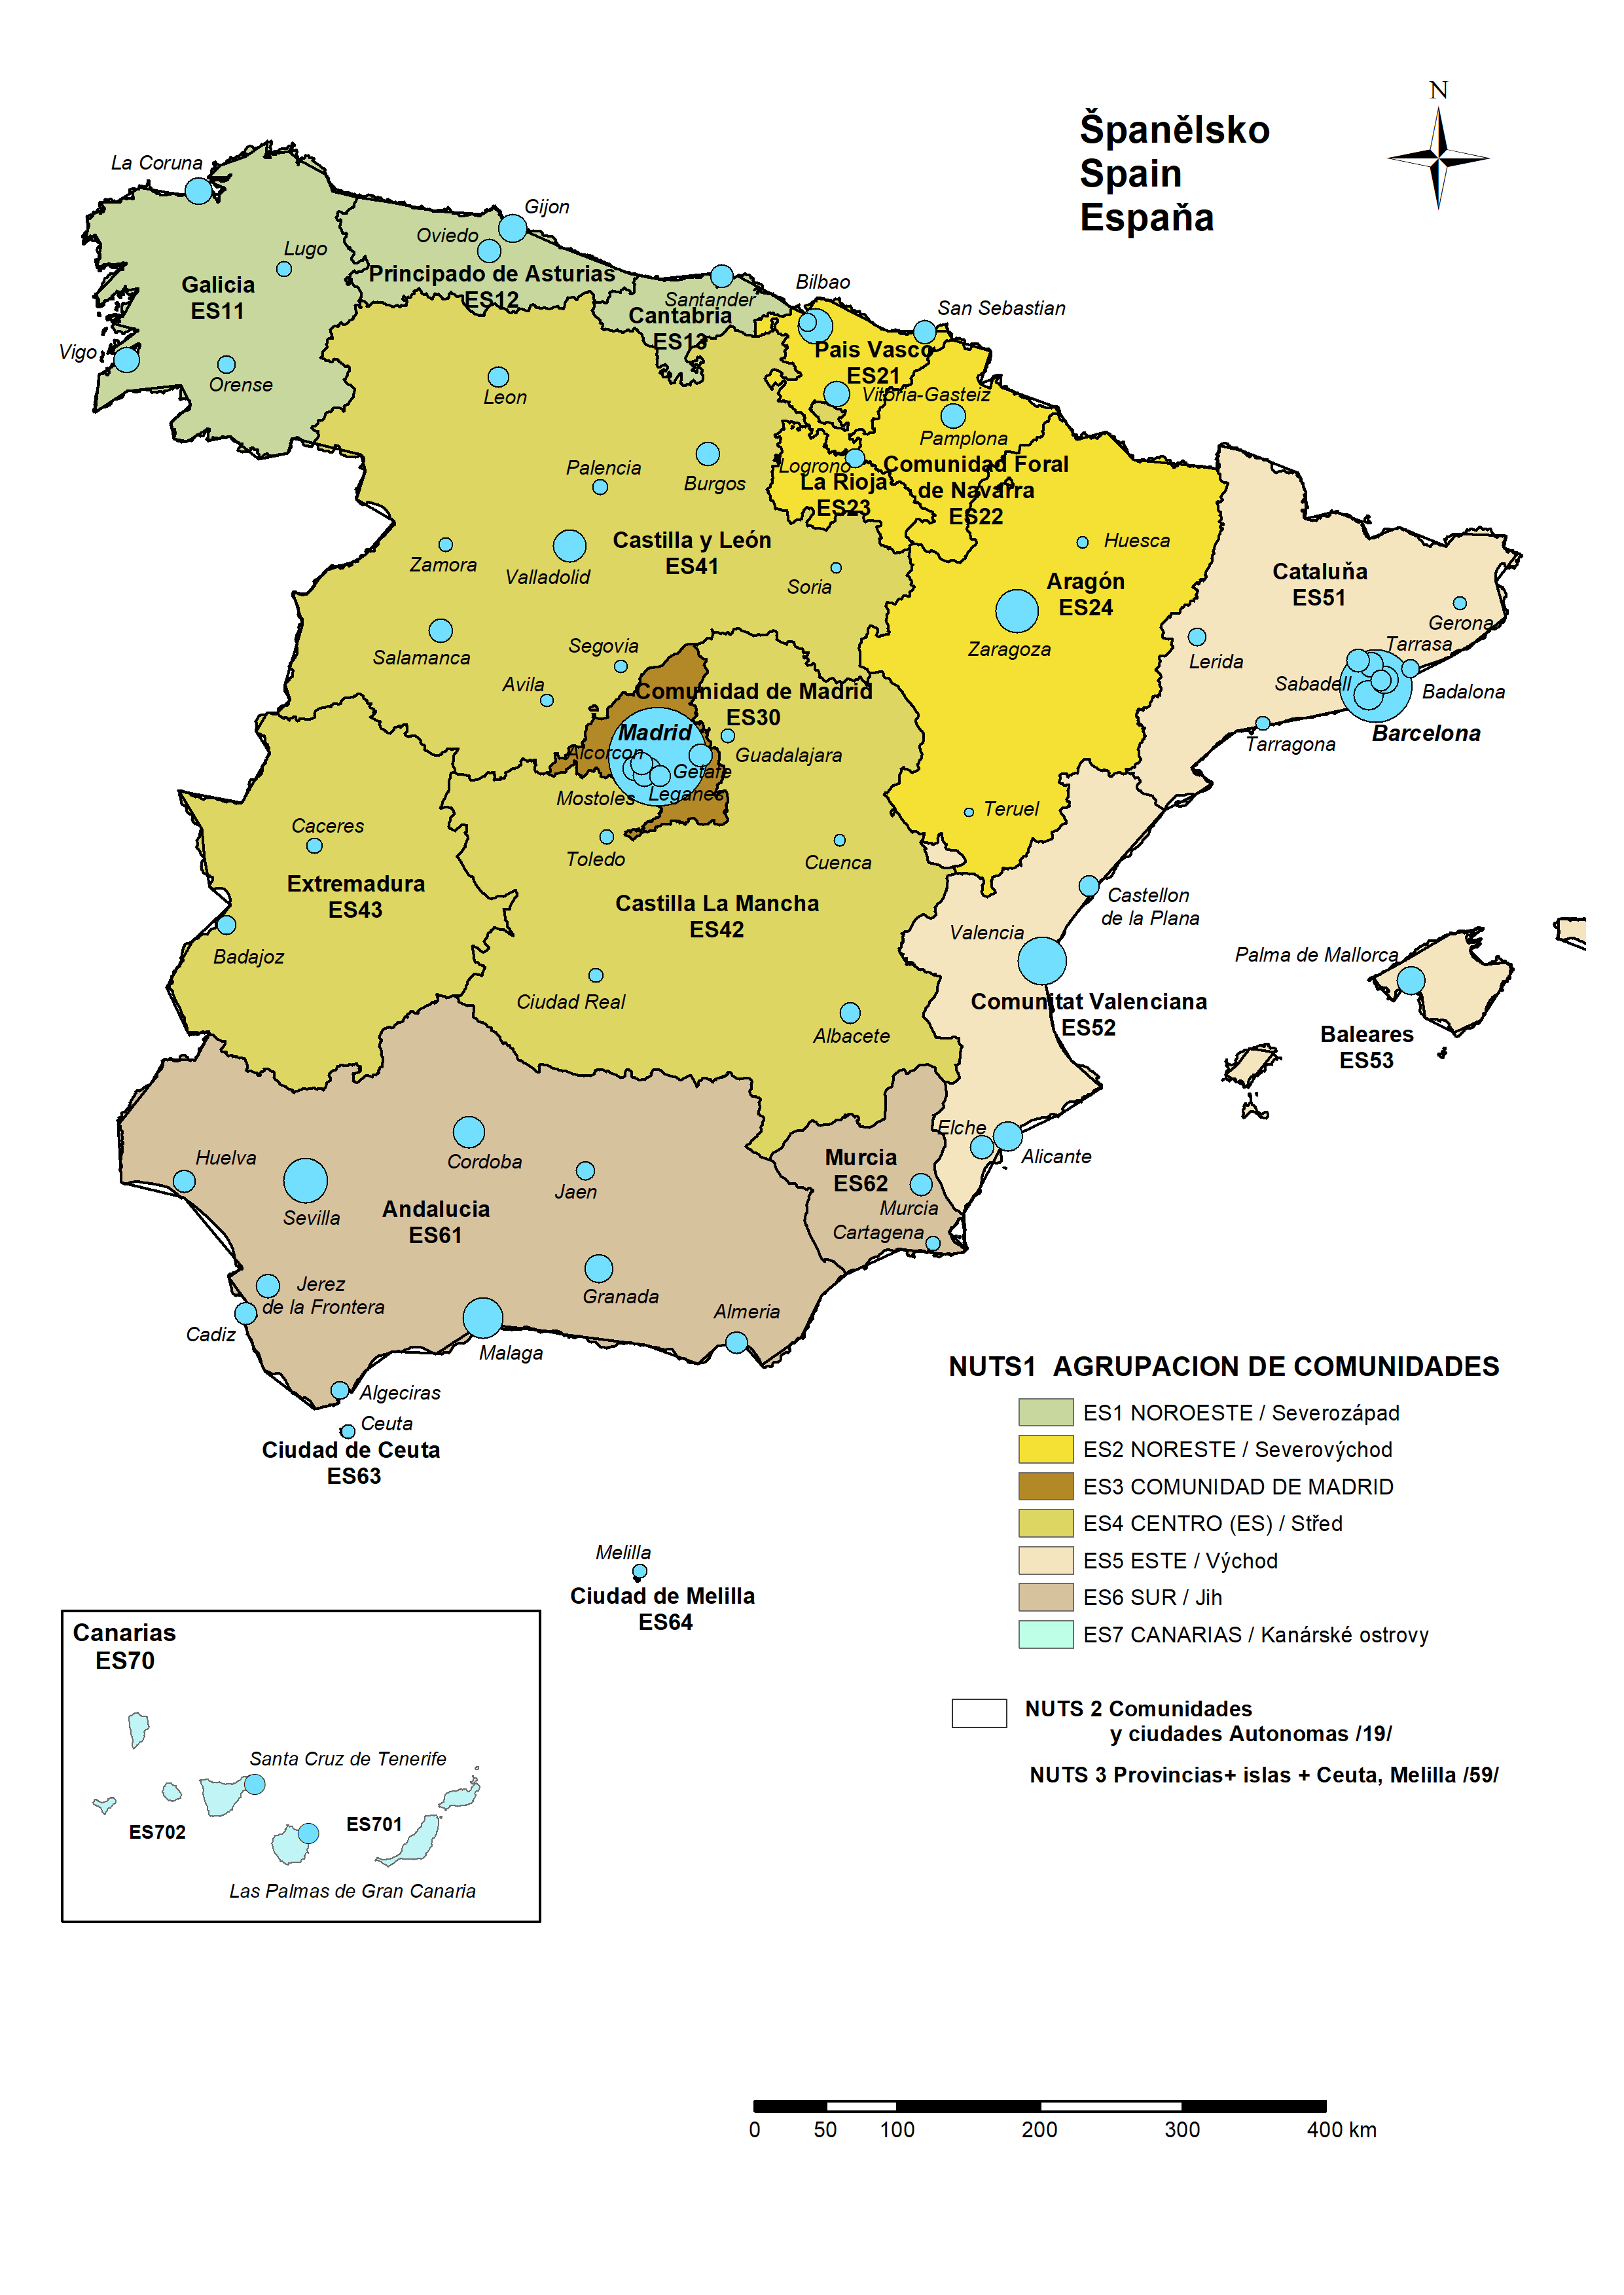 N
Španělsko
Spain
Espaňa
La Coruna
Gijon
Oviedo
Lugo
Principado de Asturias
ES12
Galicia
ES11
Santander
Cantabria
ES13
Bilbao
San Sebastian
Vigo
Orense
Pais Vasco
ES21
Leon
Vitoria-Gasteiz
Pamplona
Palencia
Burgos
Logrono
La Rioja
ES23
Comunidad Foral
de Navarra
ES22
Castilla y León
ES41
Huesca
Zamora
Valladolid
Soria
Aragón
ES24
Cataluňa
ES51
Gerona
Salamanca
Segovia
Zaragoza
Lerida
Tarrasa
Avila
Comunidad de Madrid
ES30
Sabadell
Badalona
Madrid
Barcelona
Alcorcon
Getafe
Guadalajara
Tarragona
Mostoles
Leganes
Teruel
Caceres
Toledo
Cuenca
Extremadura
ES43
Castilla La Mancha
ES42
Castellon
de la Plana
Valencia
Badajoz
Palma de Mallorca
Ciudad Real
Comunitat Valenciana
ES52
Albacete
Baleares
ES53
Elche
Alicante
Huelva
Cordoba
Jaen
Murcia
ES62
Murcia
Sevilla
Andalucia
ES61
Cartagena
Jerez
de la Frontera
Granada
Almeria
Cadiz
Malaga
Algeciras
Ceuta
Ciudad de Ceuta
ES63
Melilla
Ciudad de Melilla
ES64
NUTS1 AGRUPACION DE COMUNIDADES
ES1 NOROESTE / Severozápad
ES2 NORESTE / Severovýchod
ES3 COMUNIDAD DE MADRID
ES4 CENTRO (ES) / Střed
ES5 ESTE / Východ
ES6 SUR / Jih
ES7 CANARIAS / Kanárské ostrovy
NUTS 2 Comunidades
y ciudades Autonomas /19/
NUTS 3 Provincias+ islas + Ceuta, Melilla /59/
Canarias
ES70
Santa Cruz de Tenerife
ES702
ES701
Las Palmas de Gran Canaria
0 50 100 200 300 400 km